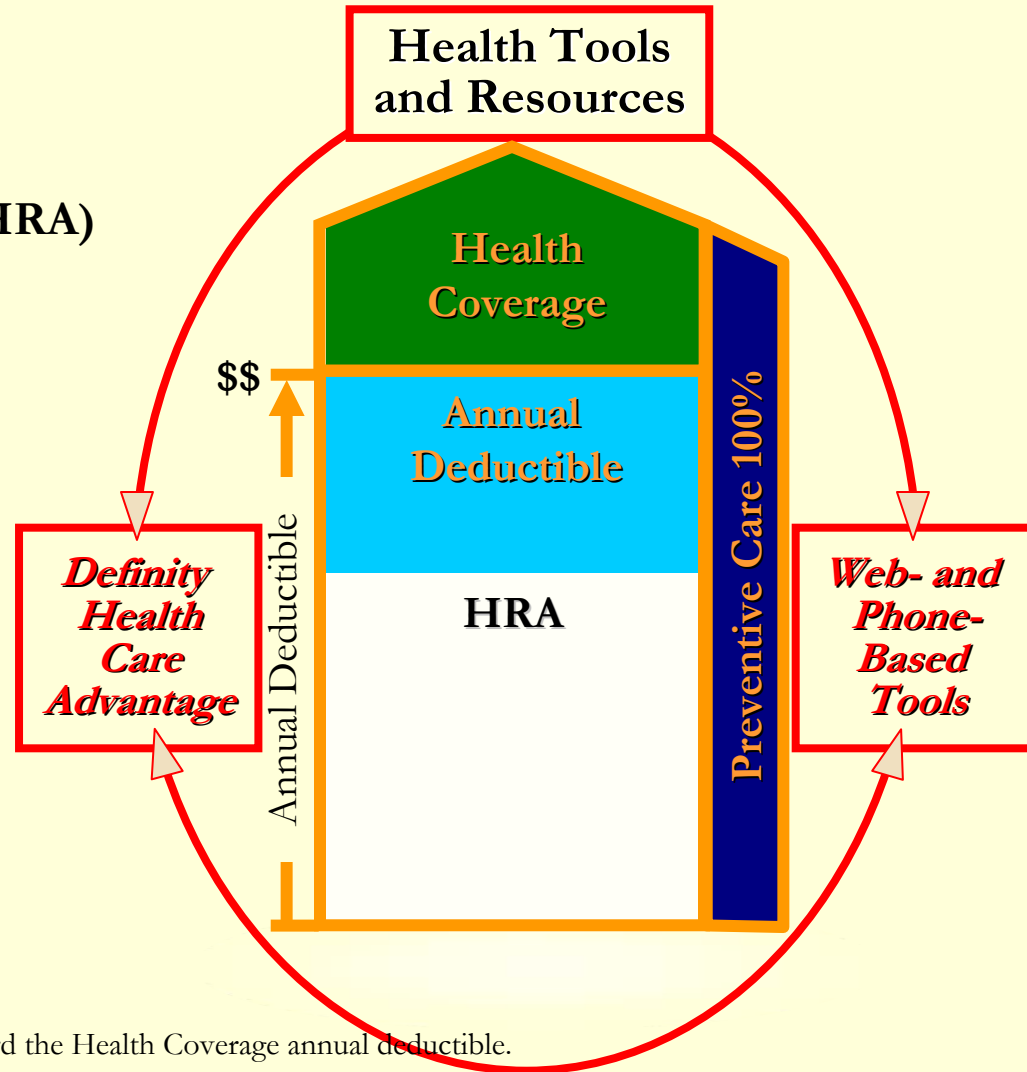 Health Tools
and Resources
HRA)
Health
Coverage
$$
Annual
Deductible
Annual Deductible
HRA
Preventive Care 100%
Definity
Health
Care
Advantage
Web- and
Phone-
Based
Tools
rd the Health Coverage annual deductible.